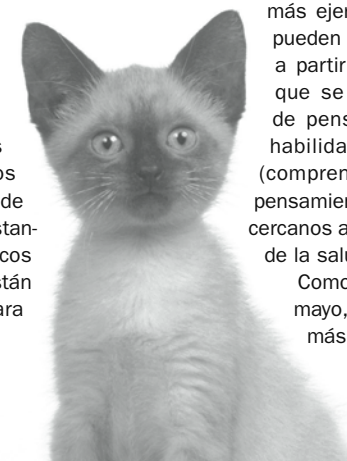 s
os
de
stan-
cos
stán
ara
más ejer
pueden
a partir
que se
de pens
habilida
(compren
pensamien
cercanos a
de la salu
Como
mayo,
más